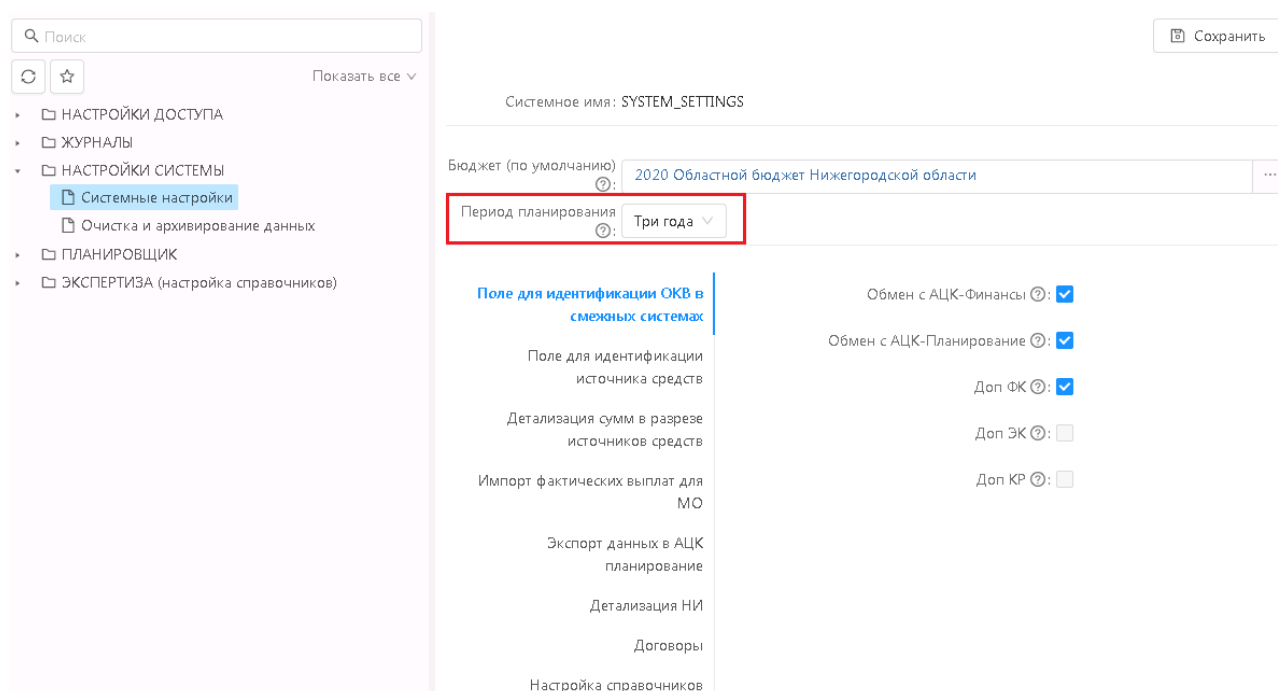 Поиск
Показать все
НАСТРОЙКИ ДОСТУПА
ЖУРНАЛЫ
НАСТРОЙКИ СИСТЕМЫ
Системные настройки
Очистка и архивирование данных
ПЛАНИРОВЩИК
ЭКСПЕРТИЗА (настройка справочников)
Сохранить
Системное имя: SYSTEM_SETTINGS
Бюджет (по умолчанию) ?:
2020 Областной бюджет Нижегородской области
...
Период планирования ?:
Три года
Поле для идентификации ОКВ в
смежных системах
Поле для идентификации
источника средств
Детализация сумм в разрезе
источников средств
Импорт фактических выплат для
МО
Экспорт данных в АЦК
планирование
Детализация НИ
Договоры
Настройка справочников
Обмен с АЦК-Финансы ?:
Обмен с АЦК-Планирование ?:
Доп ФК ?:
Доп ЭК ?:
Доп КР ?: